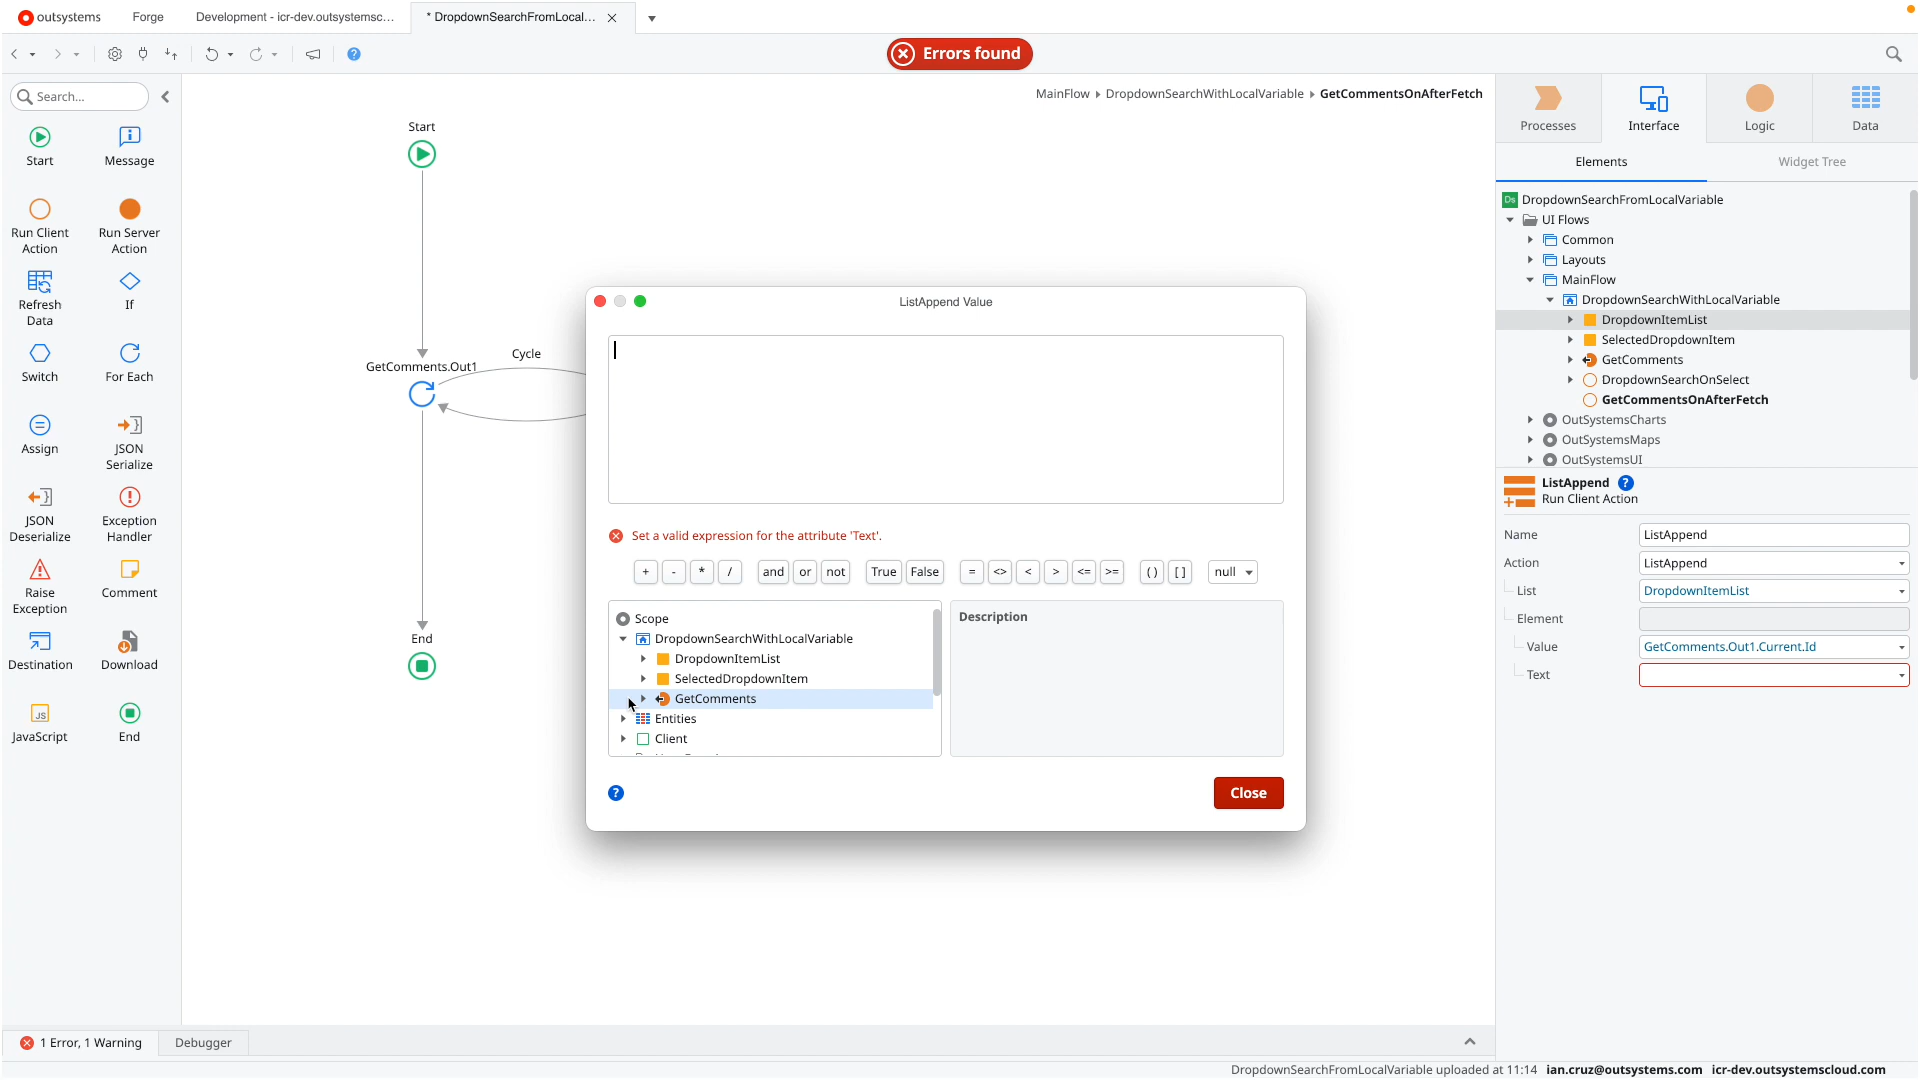 outsystems
Forge
Development - icr-dev.outsystemsc...
* DropdownSearchFromLocal...
Errors found
Search...
Start
Message
Run Client Action
Run Server Action
Refresh Data
If
Switch
For Each
Assign
JSON Serialize
JSON Deserialize
Exception Handler
Raise Exception
Comment
Destination
Download
JavaScript
End
MainFlow
DropdownSearchWithLocalVariable
GetCommentsOnAfterFetch
Start
GetComments.Out1
Cycle
End
ListAppend Value
Set a valid expression for the attribute 'Text'.
+ - * / and or not True False = <> < > <= >= ( ) [ ] null
Scope
DropdownSearchWithLocalVariable
DropdownItemList
SelectedDropdownItem
GetComments
Entities
Client
Description
?
Close
Processes
Interface
Logic
Data
Elements
Widget Tree
Ds DropdownSearchFromLocalVariable
UI Flows
Common
Layouts
MainFlow
DropdownSearchWithLocalVariable
DropdownItemList
SelectedDropdownItem
GetComments
DropdownSearchOnSelect
GetCommentsOnAfterFetch
OutSystemsCharts
OutSystemsMaps
OutSystemsUI
ListAppend ?
Run Client Action
Name ListAppend
Action ListAppend
List DropdownItemList
Element
Value GetComments.Out1.Current.Id
Text
1 Error, 1 Warning
Debugger
DropdownSearchFromLocalVariable uploaded at 11:14 ian.cruz@outsystems.com icr-dev.outsystemscloud.com